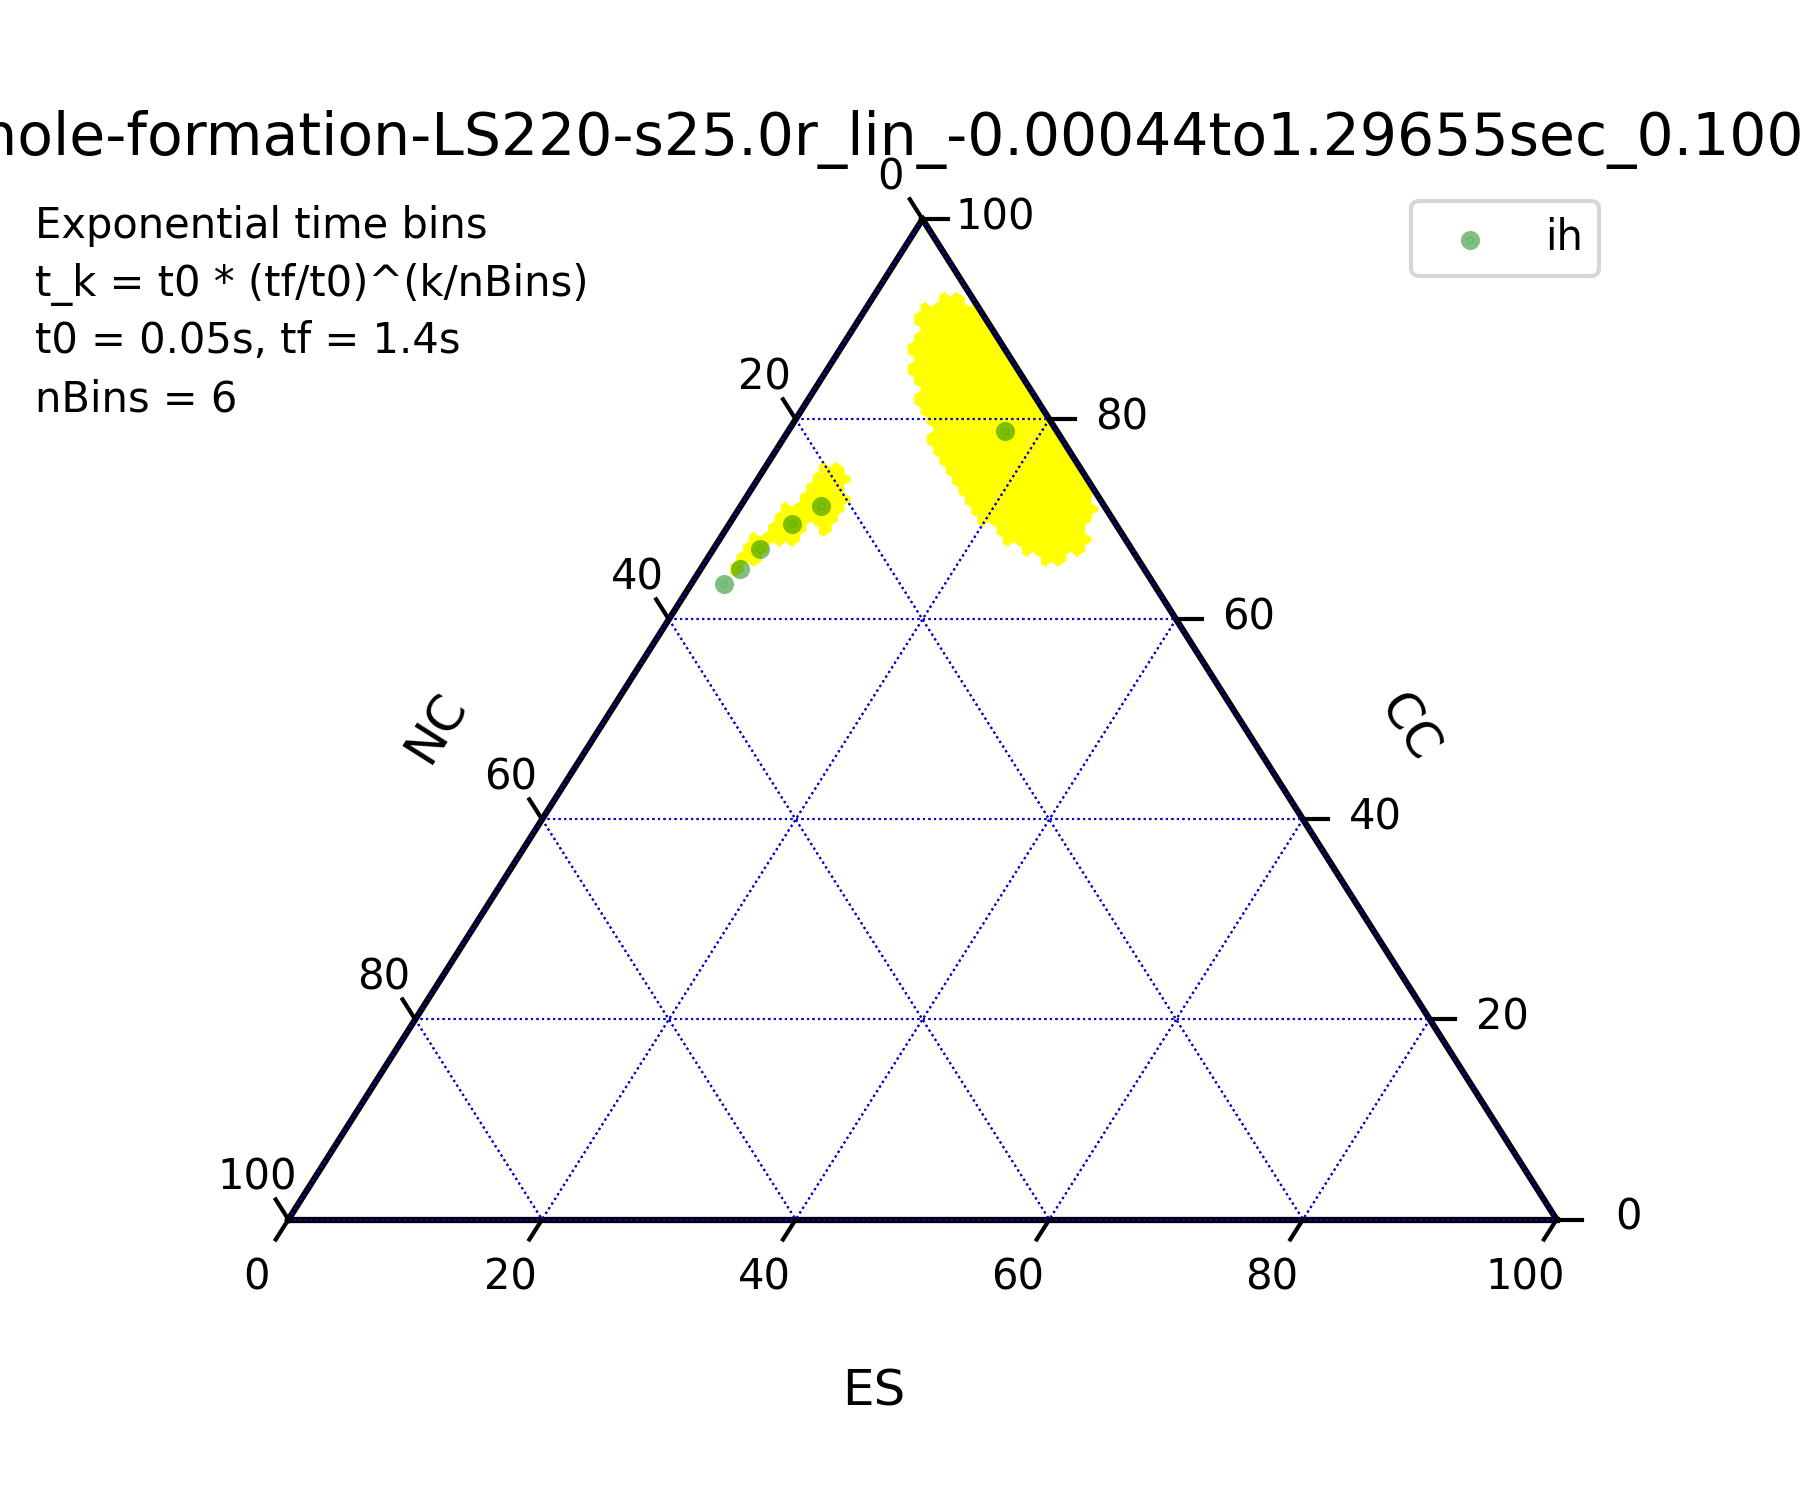 hole-formation-LS220-s25.0r_lin_-0.00044to1.29655sec_0.100
Exponential time bins
t_k = t0 * (tf/t0)^(k/nBins)
t0 = 0.05s, tf = 1.4s
nBins = 6
ih
0
100
20
80
40
60
NC
CC
60
40
80
20
100
0
0
20
40
60
80
100
ES